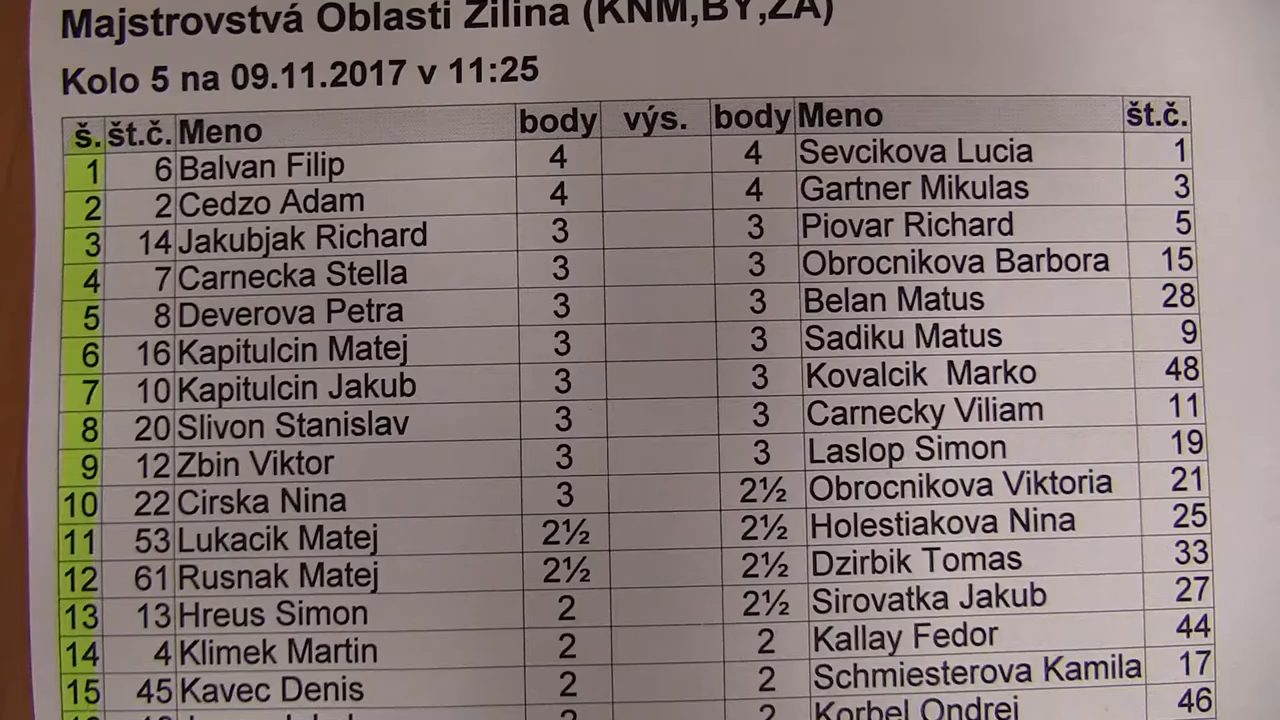 Majstrovstvá Oblasti Žilina (KNM,BY,ZA)
Kolo 5 na 09.11.2017 v 11:25
š. št.č. Meno body výs. body Meno št.č.
1 6 Balvan Filip 4 4 Sevcikova Lucia 1
2 2 Cedzo Adam 4 4 Gartner Mikulas 3
3 14 Jakubjak Richard 3 3 Piovar Richard 5
4 7 Carnecka Stella 3 3 Obrocnikova Barbora 15
5 8 Deverova Petra 3 3 Belan Matus 28
6 16 Kapitulcin Matej 3 3 Sadiku Matus 9
7 10 Kapitulcin Jakub 3 3 Kovalcik Marko 48
8 20 Slivon Stanislav 3 3 Carnecky Viliam 11
9 12 Zbin Viktor 3 3 Laslop Simon 19
10 22 Cirska Nina 3 2½ Obrocnikova Viktoria 21
11 53 Lukacik Matej 2½ 2½ Holestiakova Nina 25
12 61 Rusnak Matej 2½ 2½ Dzirbik Tomas 33
13 13 Hreus Simon 2 2½ Sirovatka Jakub 27
14 4 Klimek Martin 2 2 Kallay Fedor 44
15 45 Kavec Denis 2 2 Schmiesterova Kamila 17
2 2 Korbel Ondrej 46